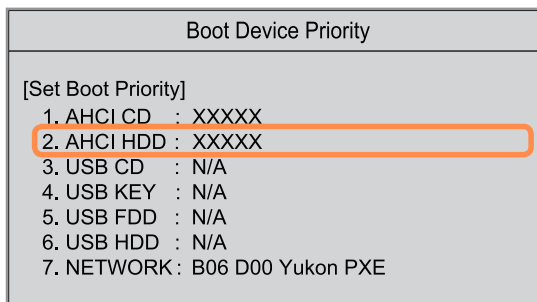 Boot Device Priority
[Set Boot Priority]
1. AHCI CD : XXXXX
2. AHCI HDD : XXXXX
3. USB CD : N/A
4. USB KEY : N/A
5. USB FDD : N/A
6. USB HDD : N/A
7. NETWORK : B06 D00 Yukon PXE